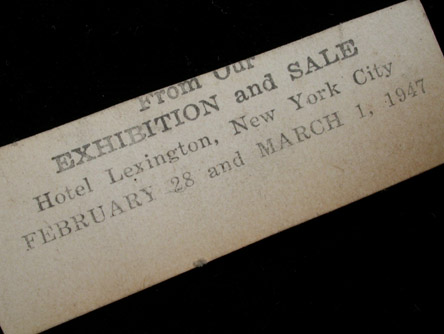 From Our
EXHIBITION and SALE
Hotel Lexington, New York City
FEBRUARY 28 and MARCH 1, 1947